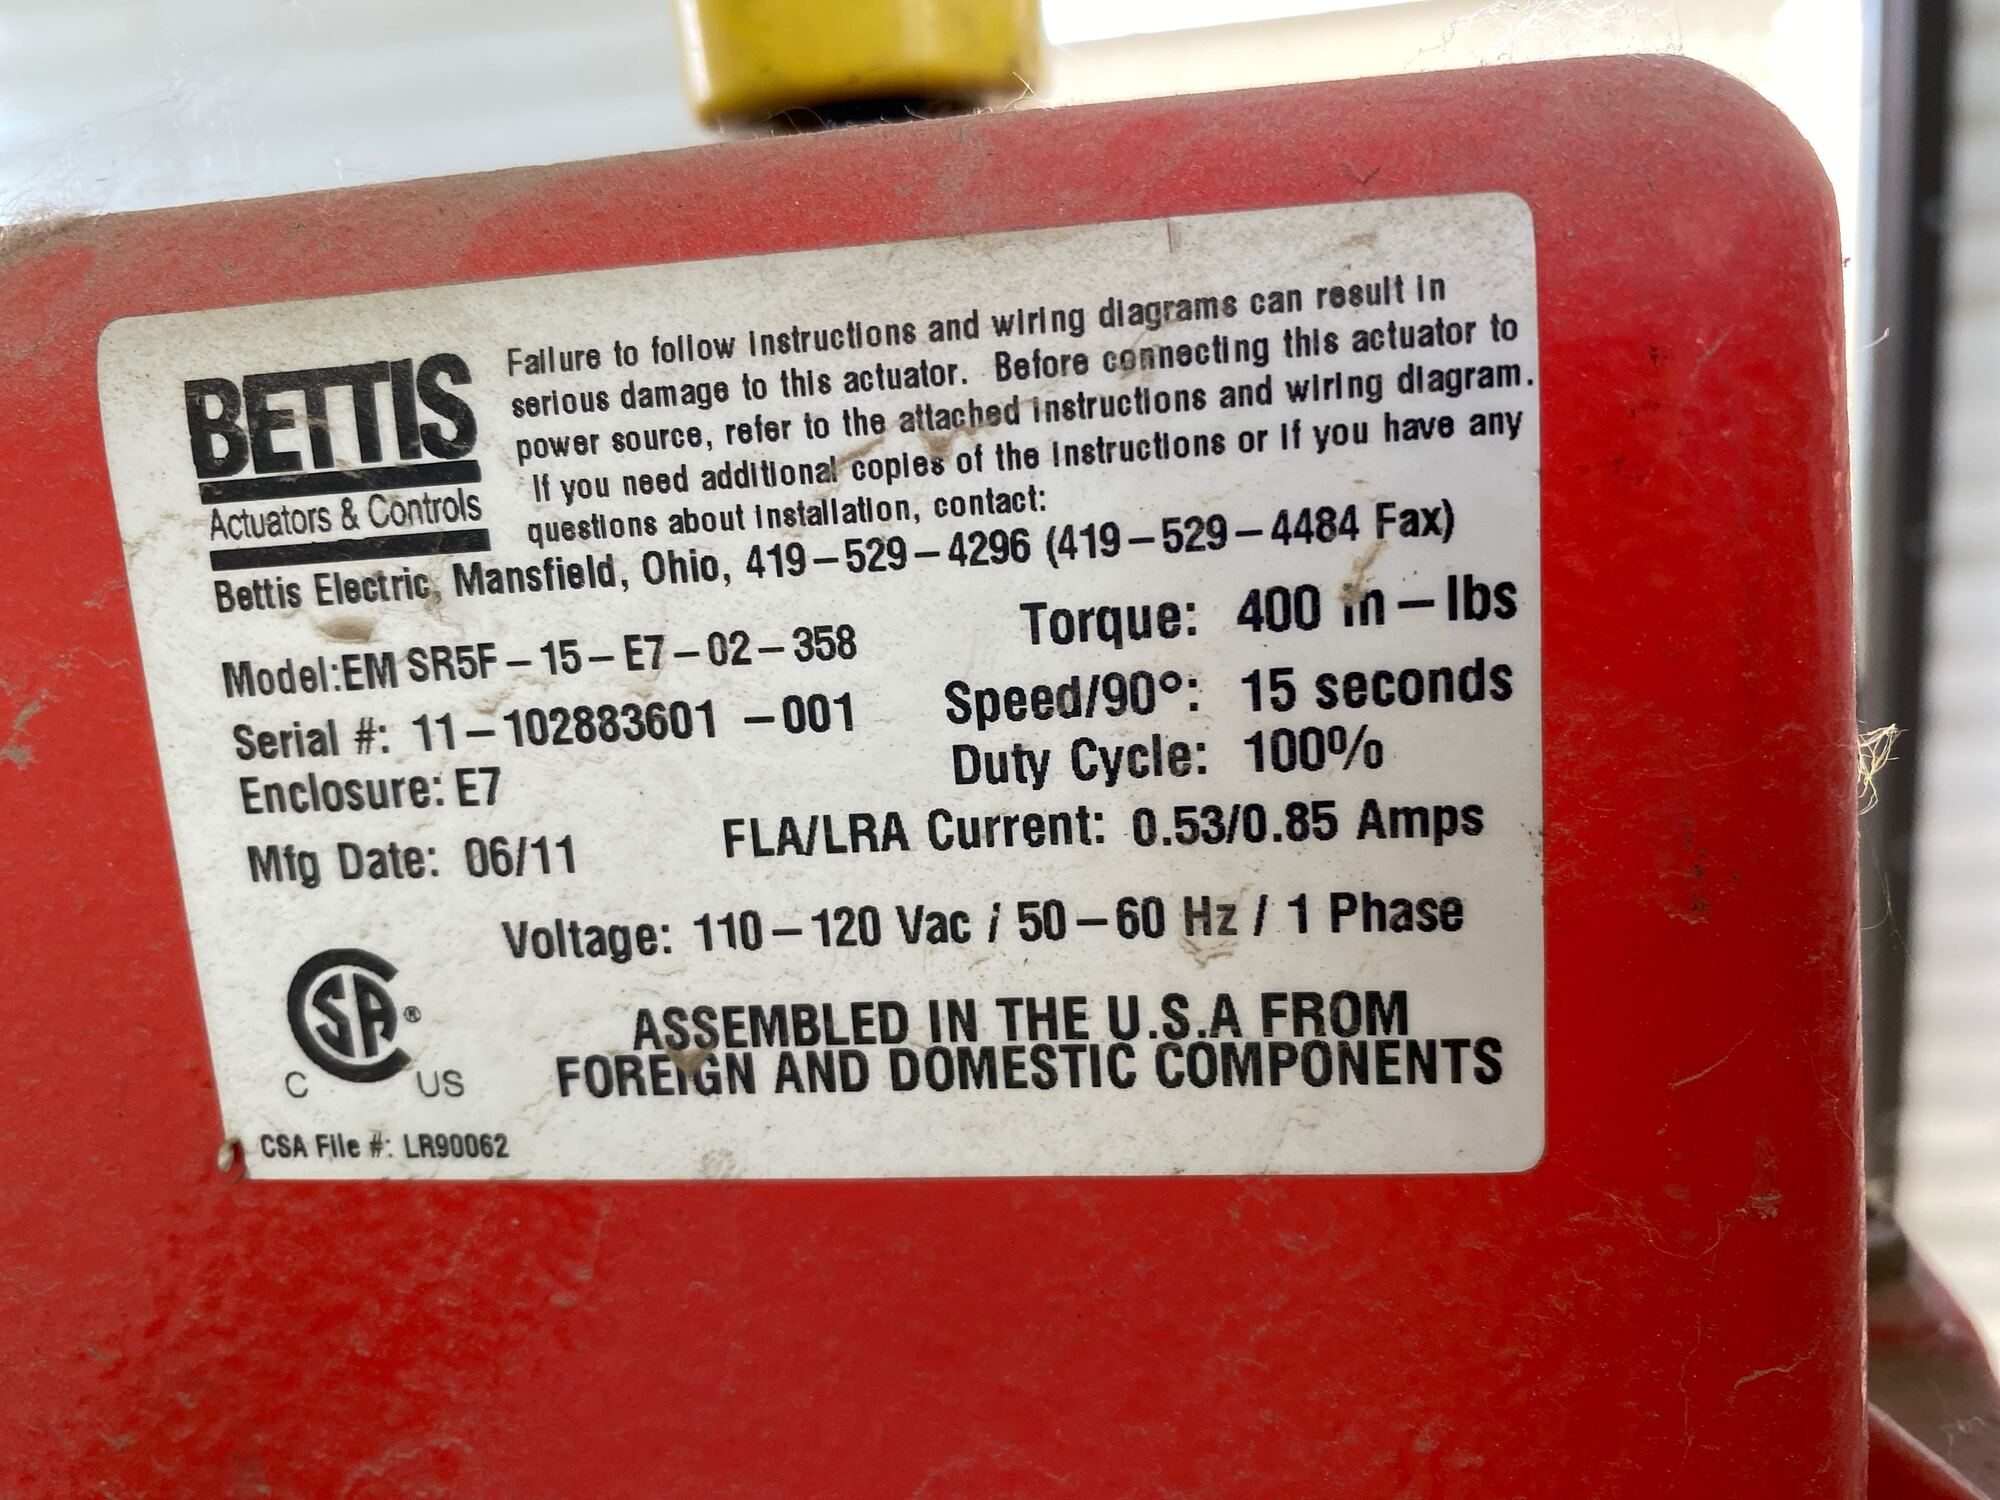 BETTIS
Actuators & Controls
Failure to follow instructions and wiring diagrams can result in
serious damage to this actuator. Before connecting this actuator to
power source, refer to the attached instructions and wiring diagram.
If you need additional copies of the instructions or if you have any
questions about installation, contact:
Bettis Electric, Mansfield, Ohio, 419-529-4296 (419-529-4484 Fax)
Model:EM SR5F-15-E7-02-358
Torque: 400 in-lbs
Serial #: 11-102883601 -001
Speed/90°: 15 seconds
Enclosure: E7
Duty Cycle: 100%
Mfg Date: 06/11
FLA/LRA Current: 0.53/0.85 Amps
Voltage: 110-120 Vac / 50-60 Hz / 1 Phase
CSA®
C US
ASSEMBLED IN THE U.S.A FROM
FOREIGN AND DOMESTIC COMPONENTS
CSA File #: LR90062